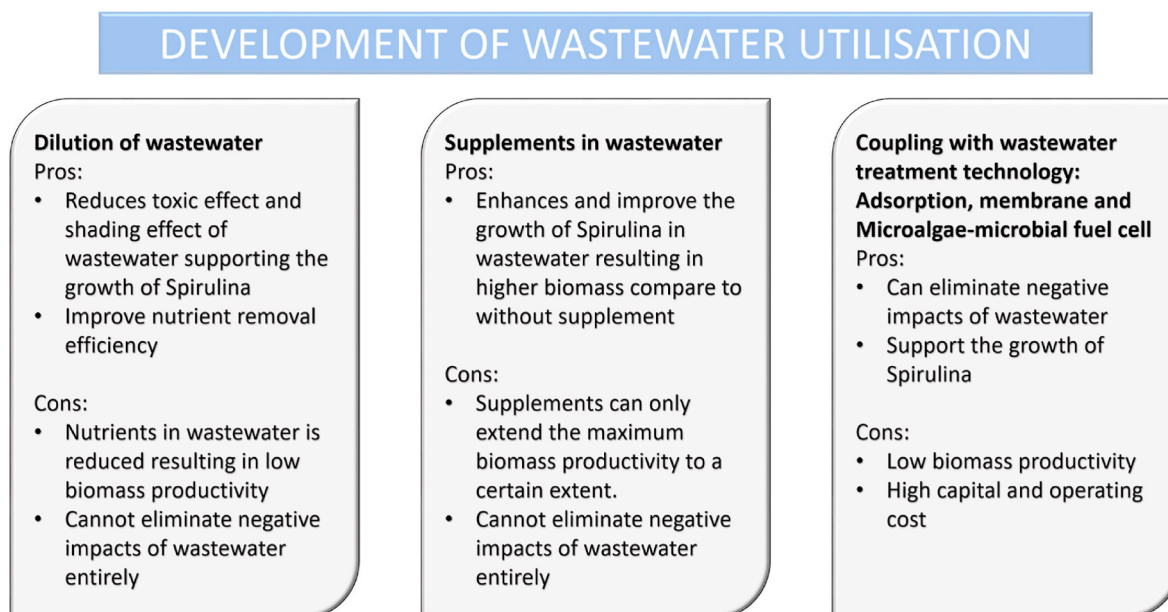 DEVELOPMENT OF WASTEWATER UTILISATION
Dilution of wastewater
Pros:
• Reduces toxic effect and
shading effect of
wastewater supporting the
growth of Spirulina
• Improve nutrient removal
efficiency
Cons:
• Nutrients in wastewater is
reduced resulting in low
biomass productivity
• Cannot eliminate negative
impacts of wastewater
entirely
Supplements in wastewater
Pros:
• Enhances and improve the
growth of Spirulina in
wastewater resulting in
higher biomass compare to
without supplement
Cons:
• Supplements can only
extend the maximum
biomass productivity to a
certain extent.
• Cannot eliminate negative
impacts of wastewater
entirely
Coupling with wastewater
treatment technology:
Adsorption, membrane and
Microalgae-microbial fuel cell
Pros:
• Can eliminate negative
impacts of wastewater
• Support the growth of
Spirulina
Cons:
• Low biomass productivity
• High capital and operating
cost